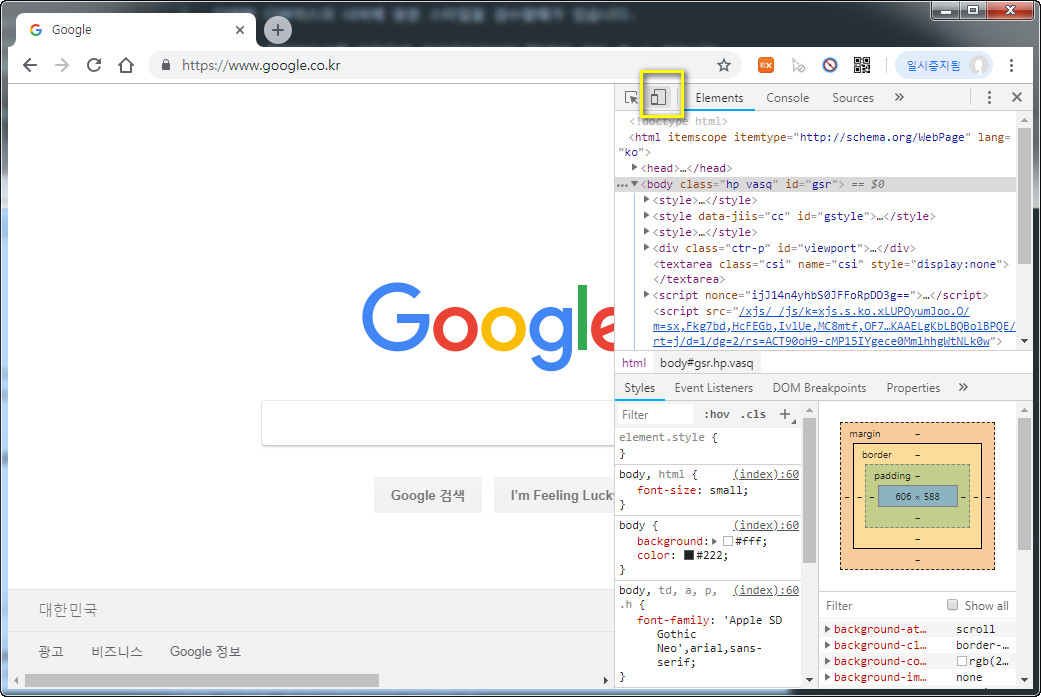 Google
https://www.google.co.kr
일시중지됨
Elements
Console
Sources
»
<!doctype html>
<html itemscope itemtype="http://schema.org/WebPage" lang=
"ko">
<head>…</head>
<body class="hp vasq" id="gsr"> == $0
<style>…</style>
<style data-jiis="cc" id="gstyle">…</style>
<style>…</style>
<div class="ctr-p" id="viewport">…</div>
<textarea class="csi" name="csi" style="display:none">
</textarea>
<script nonce="ijJ14n4yhbS0JFFoRpDD3g==">…</script>
<script src="/xjs/_/js/k=xjs.s.ko.xLUPOyumJoo.O/
m=sx,Fkg7bd,HcFEGb,IvlUe,MC8mtf,OF7…KAAELgKbLBQBolBPQE/
rt=j/d=1/dg=2/rs=ACT90oH9-cMP15IYgece0MmlhhgWtNLk0w">
html
body#gsr.hp.vasq
Styles
Event Listeners
DOM Breakpoints
Properties
»
Filter
:hov
.cls
+
element.style {
}
body, html {
(index):60
font-size: small;
}
body {
(index):60
background: #fff;
color: #222;
}
body, td, a, p,
(index):60
.h {
font-family: 'Apple SD
Gothic
Neo',arial,sans-
serif;
}
margin
border
padding
606 × 588
Filter
Show all
background-at…
scroll
background-cl…
border-…
background-co…
rgb(2…
background-im…
none
Google
Google 검색
I'm Feeling Lucky
대한민국
광고
비즈니스
Google 정보